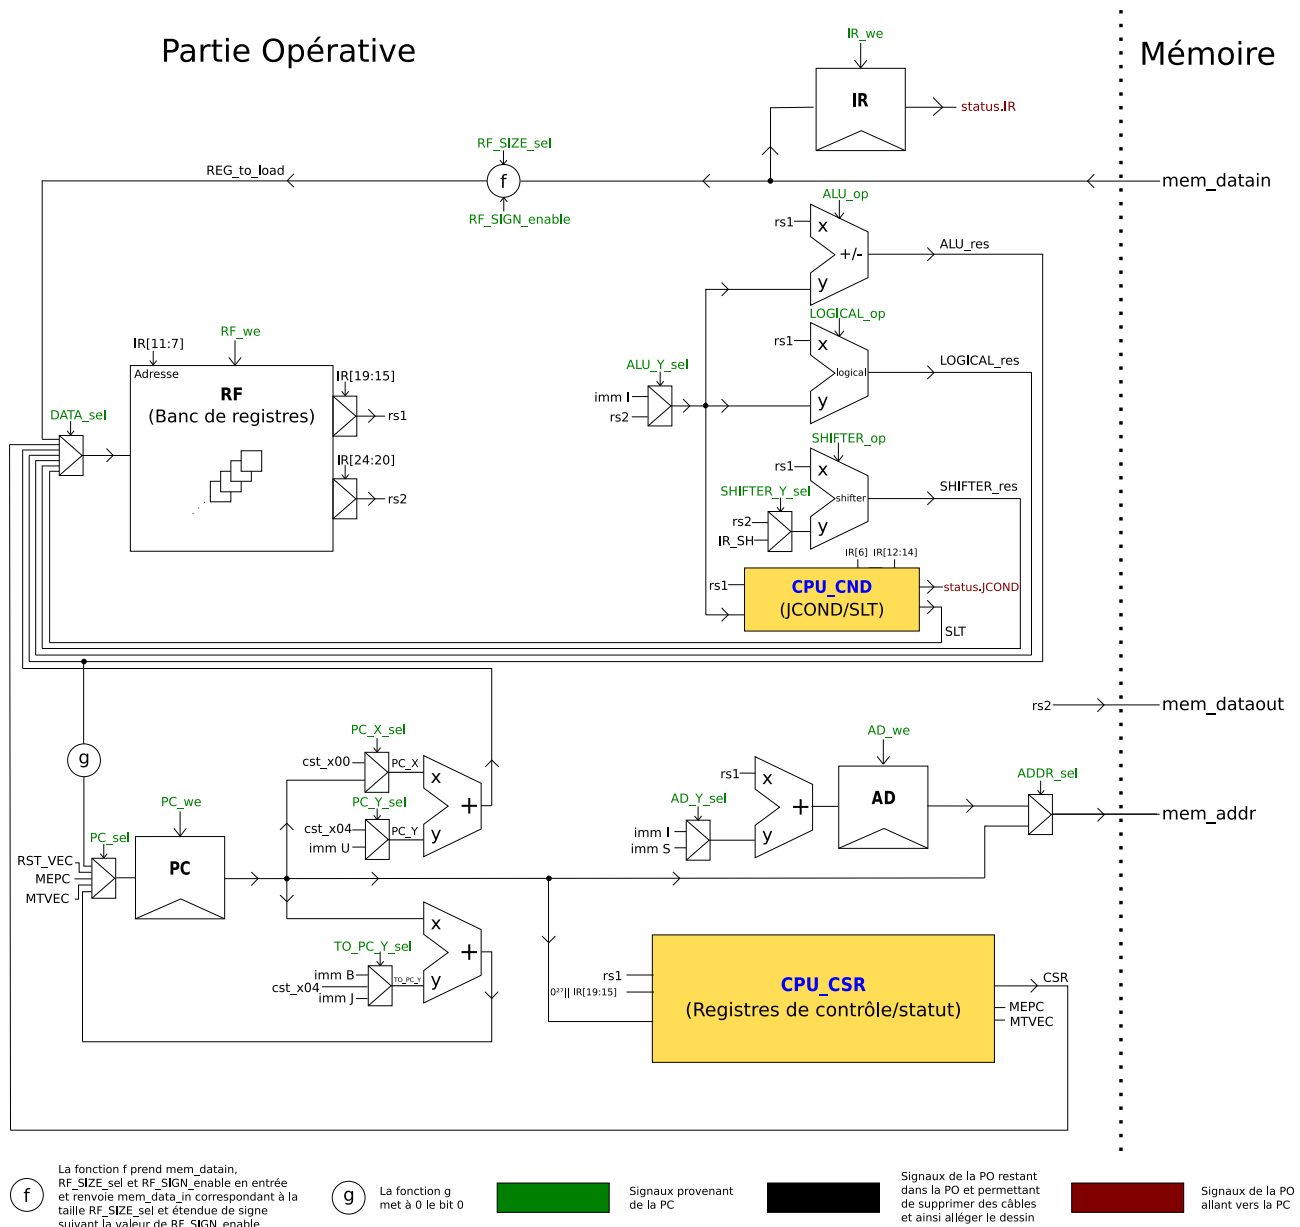 Partie Opérative
Mémoire
IR_we
IR
status.IR
RF_SIZE_sel
REG_to_load
f
mem_datain
RF_SIGN_enable
ALU_op
rs1
x
+/-
y
ALU_res
LOGICAL_op
rs1
x
logical
y
LOGICAL_res
RF_we
IR[11:7]
Adresse
RF
(Banc de registres)
IR[19:15]
rs1
IR[24:20]
rs2
DATA_sel
ALU_Y_sel
imm I
rs2
SHIFTER_op
rs1
x
shifter
y
SHIFTER_res
SHIFTER_Y_sel
rs2
IR_SH
IR[6]
IR[12:14]
rs1
CPU_CND
(JCOND/SLT)
status.JCOND
SLT
rs2
mem_dataout
g
PC_X_sel
cst_x00
PC_X
x
+
y
PC_Y_sel
cst_x04
imm U
PC_Y
AD_we
rs1
x
+
y
AD
AD_Y_sel
imm I
imm S
ADDR_sel
mem_addr
PC_we
PC_sel
PC
RST_VEC
MEPC
MTVEC
x
+
y
TO_PC_Y_sel
imm B
cst_x04
imm J
TO_PC_Y
rs1
0²⁷|| IR[19:15]
CPU_CSR
(Registres de contrôle/statut)
CSR
MEPC
MTVEC
f
La fonction f prend mem_datain,
RF_SIZE_sel et RF_SIGN_enable en entrée
et renvoie mem_data_in correspondant à la
taille RF_SIZE_sel et étendue de signe
suivant la valeur de RF_SIGN_enable
g
La fonction g
met à 0 le bit 0
Signaux provenant
de la PC
Signaux de la PO restant
dans la PO et permettant
de supprimer des câbles
et ainsi alléger le dessin
Signaux de la PO
allant vers la PC